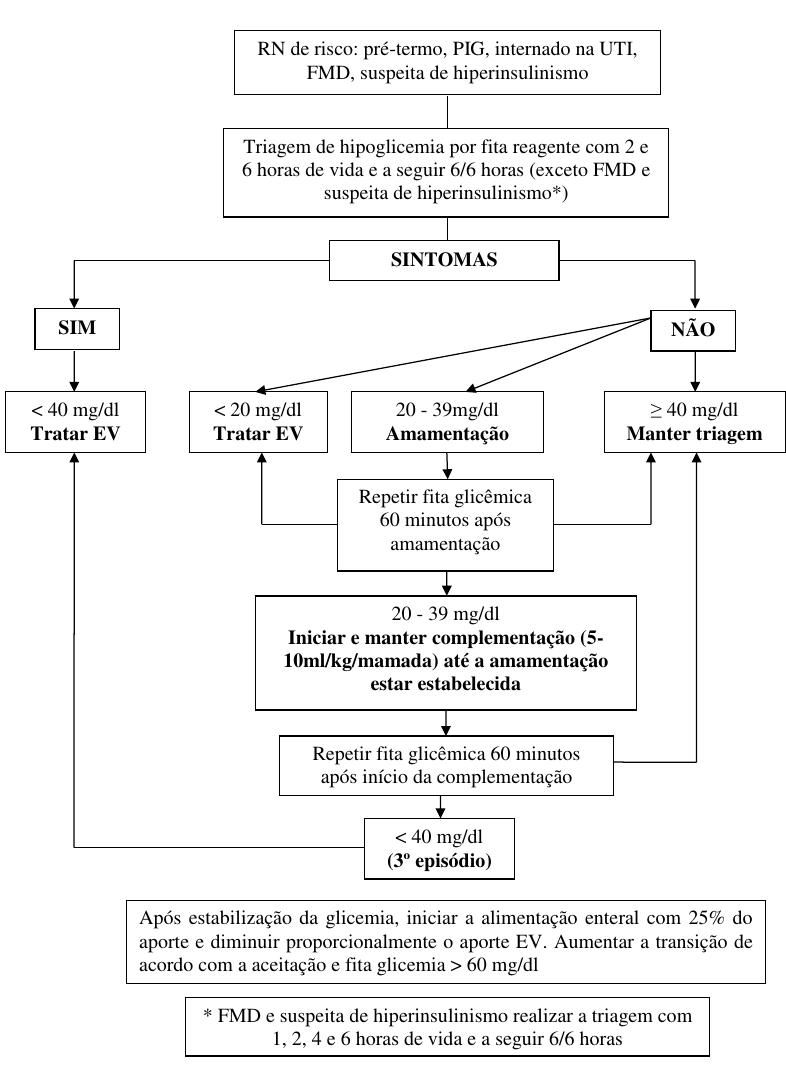 RN de risco: pré-termo, PIG, internado na UTI,
FMD, suspeita de hiperinsulinismo
Triagem de hipoglicemia por fita reagente com 2 e
6 horas de vida e a seguir 6/6 horas (exceto FMD e
suspeita de hiperinsulinismo*)
SINTOMAS
SIM
NÃO
< 40 mg/dl
Tratar EV
< 20 mg/dl
Tratar EV
20 - 39mg/dl
Amamentação
≥ 40 mg/dl
Manter triagem
Repetir fita glicêmica
60 minutos após
amamentação
20 - 39 mg/dl
Iniciar e manter complementação (5-
10ml/kg/mamada) até a amamentação
estar estabelecida
Repetir fita glicêmica 60 minutos
após início da complementação
< 40 mg/dl
(3º episódio)
Após estabilização da glicemia, iniciar a alimentação enteral com 25% do
aporte e diminuir proporcionalmente o aporte EV. Aumentar a transição de
acordo com a aceitação e fita glicemia > 60 mg/dl
* FMD e suspeita de hiperinsulinismo realizar a triagem com
1, 2, 4 e 6 horas de vida e a seguir 6/6 horas